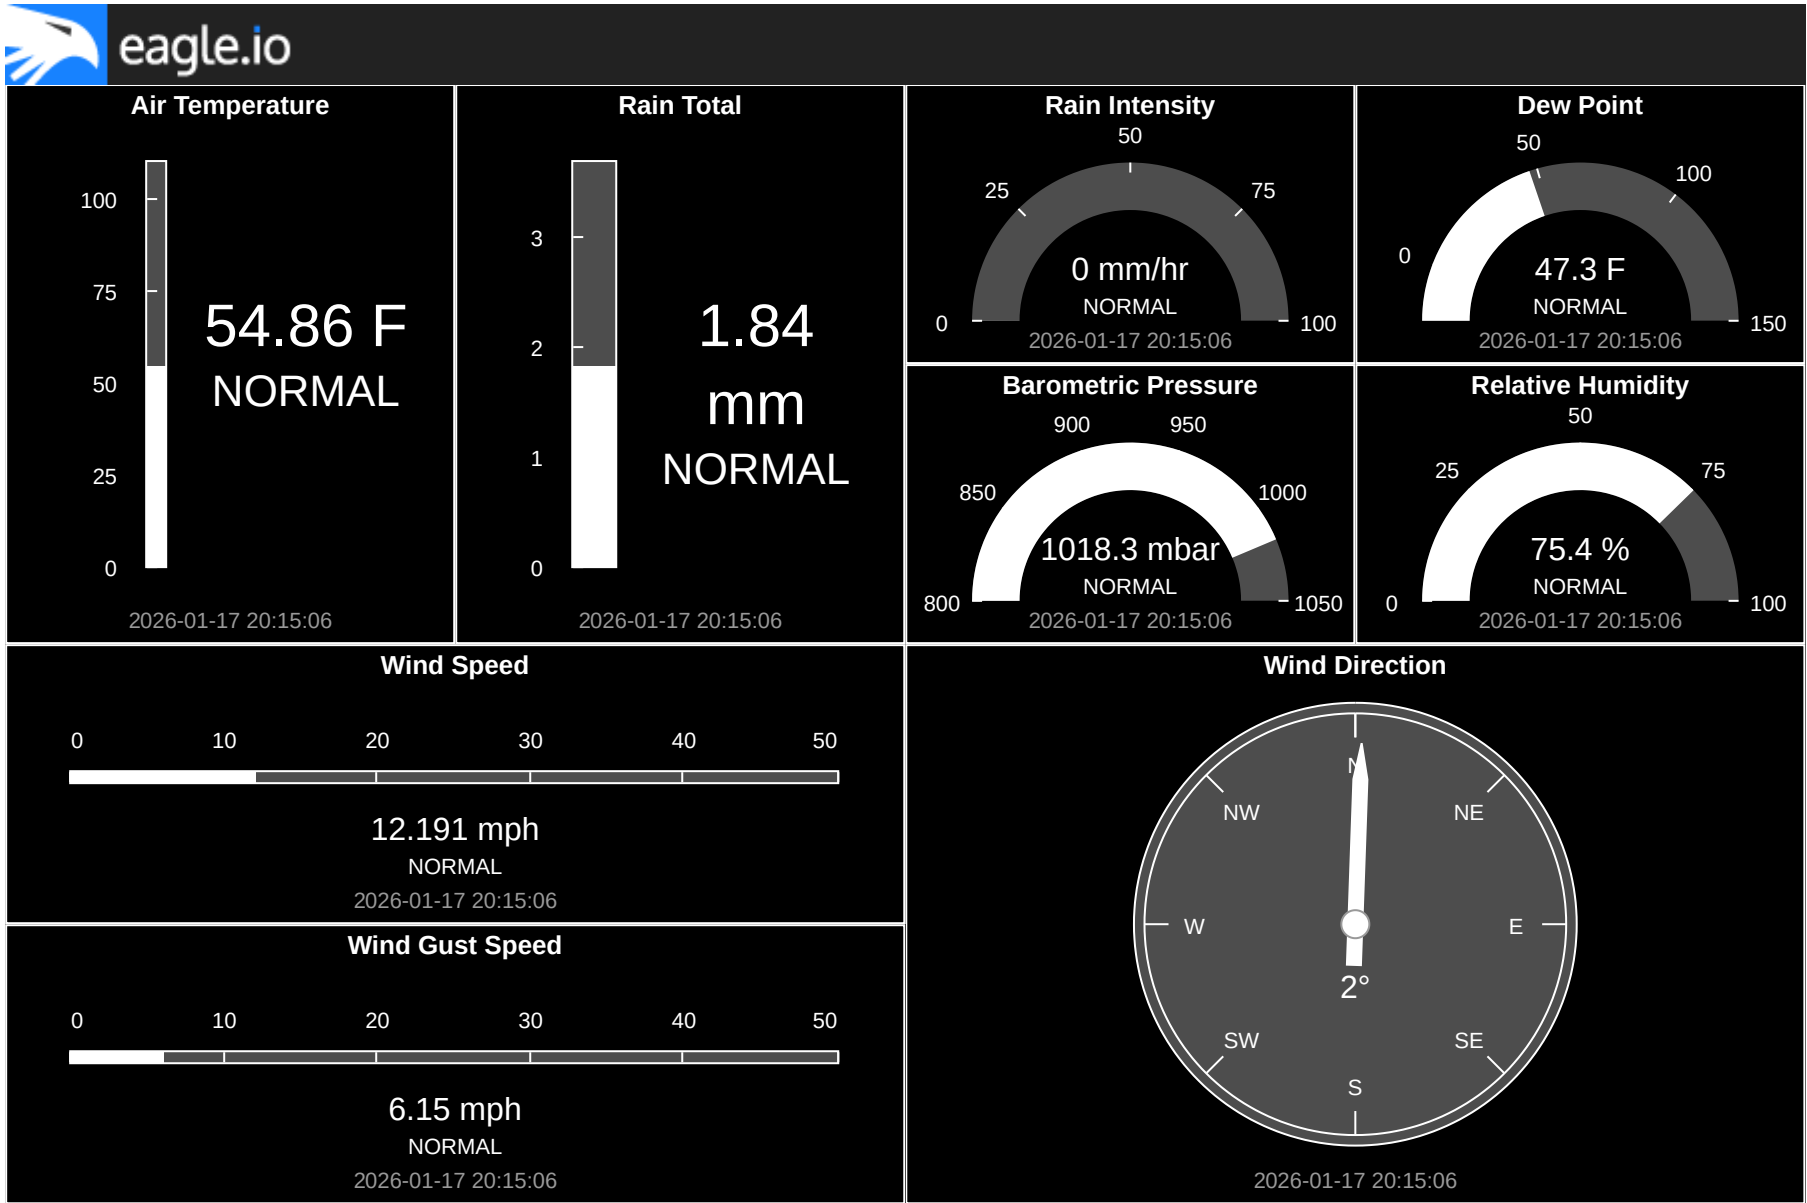 eagle.io
Air Temperature
100
75
50
25
0
54.86 F
NORMAL
2026-01-17 20:15:06
Rain Total
3
2
1
0
1.84
mm
NORMAL
2026-01-17 20:15:06
Rain Intensity
0
25
50
75
100
0 mm/hr
NORMAL
2026-01-17 20:15:06
Dew Point
0
50
100
150
47.3 F
NORMAL
2026-01-17 20:15:06
Barometric Pressure
800
850
900
950
1000
1050
1018.3 mbar
NORMAL
2026-01-17 20:15:06
Relative Humidity
0
25
50
75
100
75.4 %
NORMAL
2026-01-17 20:15:06
Wind Speed
0 10 20 30 40 50
12.191 mph
NORMAL
2026-01-17 20:15:06
Wind Gust Speed
0 10 20 30 40 50
6.15 mph
NORMAL
2026-01-17 20:15:06
Wind Direction
N
NW NE
W E
2°
SW SE
S
2026-01-17 20:15:06